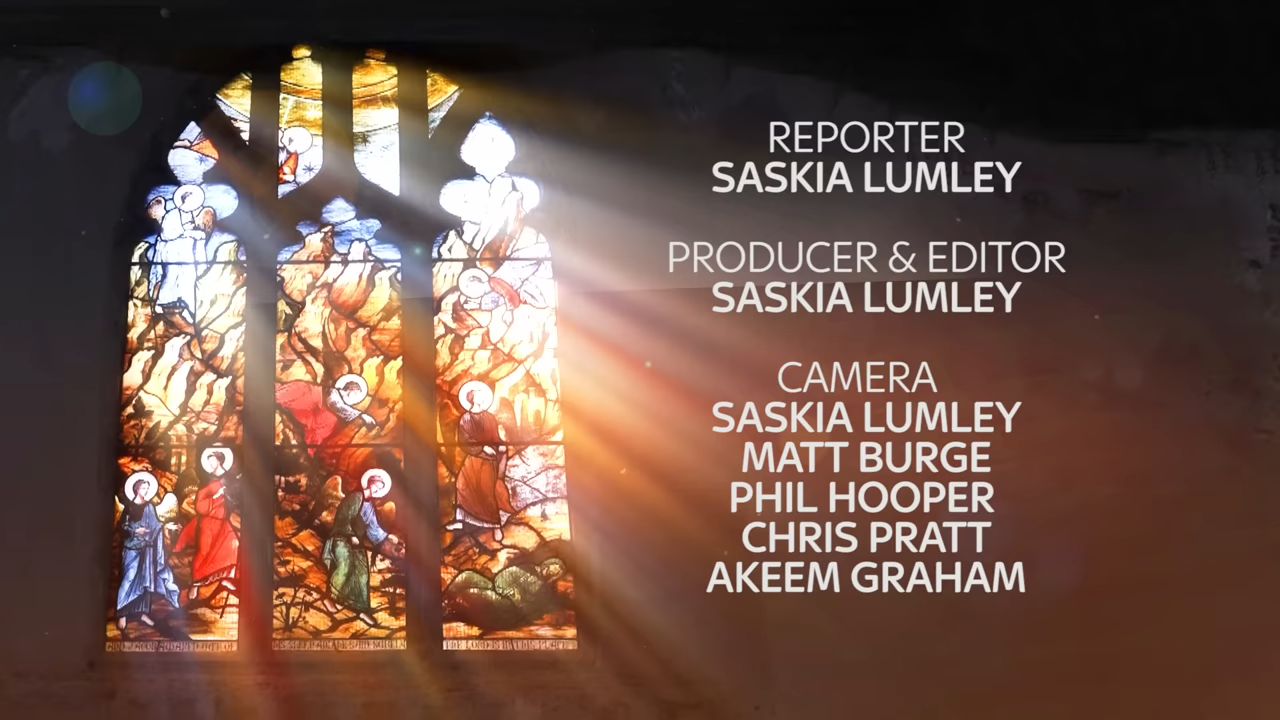 REPORTER
SASKIA LUMLEY
PRODUCER & EDITOR
SASKIA LUMLEY
CAMERA
SASKIA LUMLEY
MATT BURGE
PHIL HOOPER
CHRIS PRATT
AKEEM GRAHAM